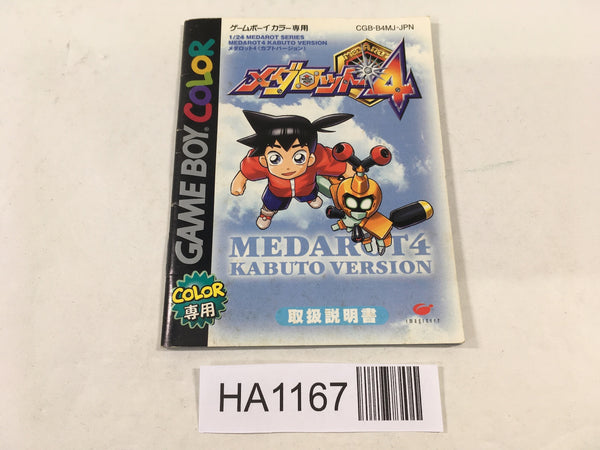 ゲームボーイカラー専用
CGB-B4MJ-JPN
1/24 MEDAROT SERIES
MEDAROT4 KABUTO VERSION
メダロット4(カブトバージョン)
メダロット4
GAME BOY COLOR
MEDAROT4
KABUTO VERSION
COLOR
専用
取扱説明書
imagineer
HA1167